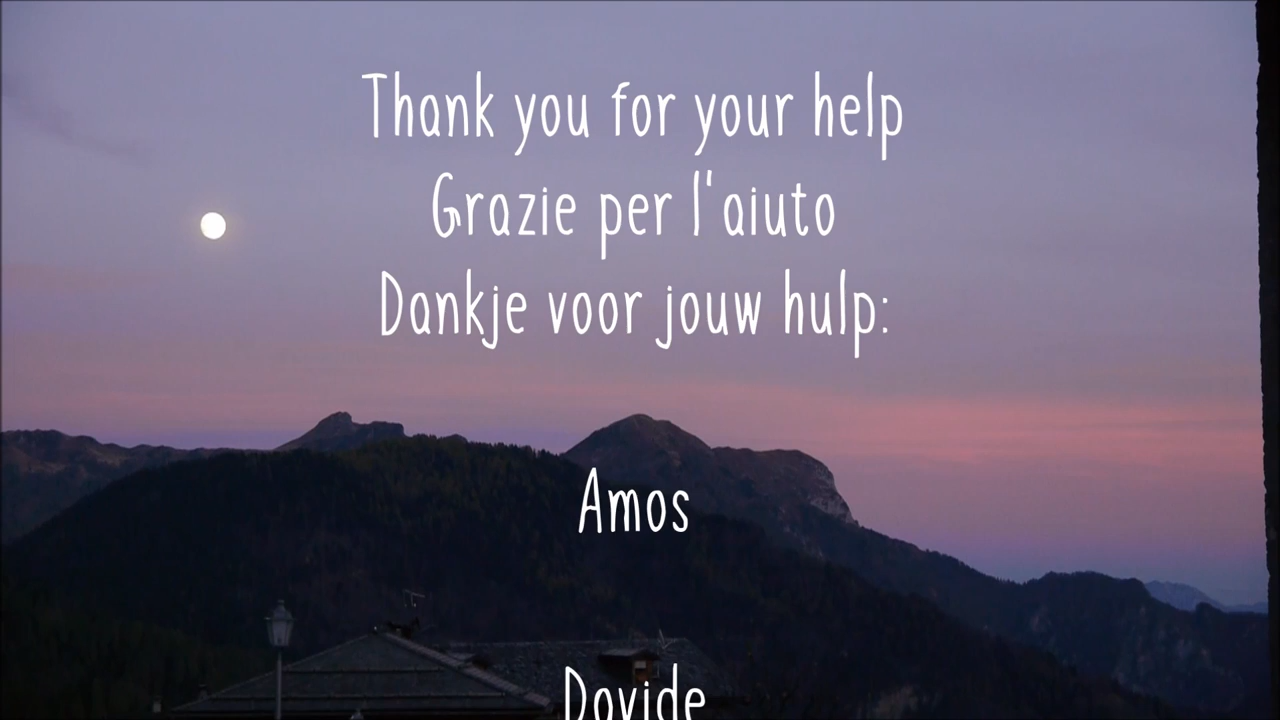 Thank you for your help
Grazie per l'aiuto
Dankje voor jouw hulp:
Amos
Davide